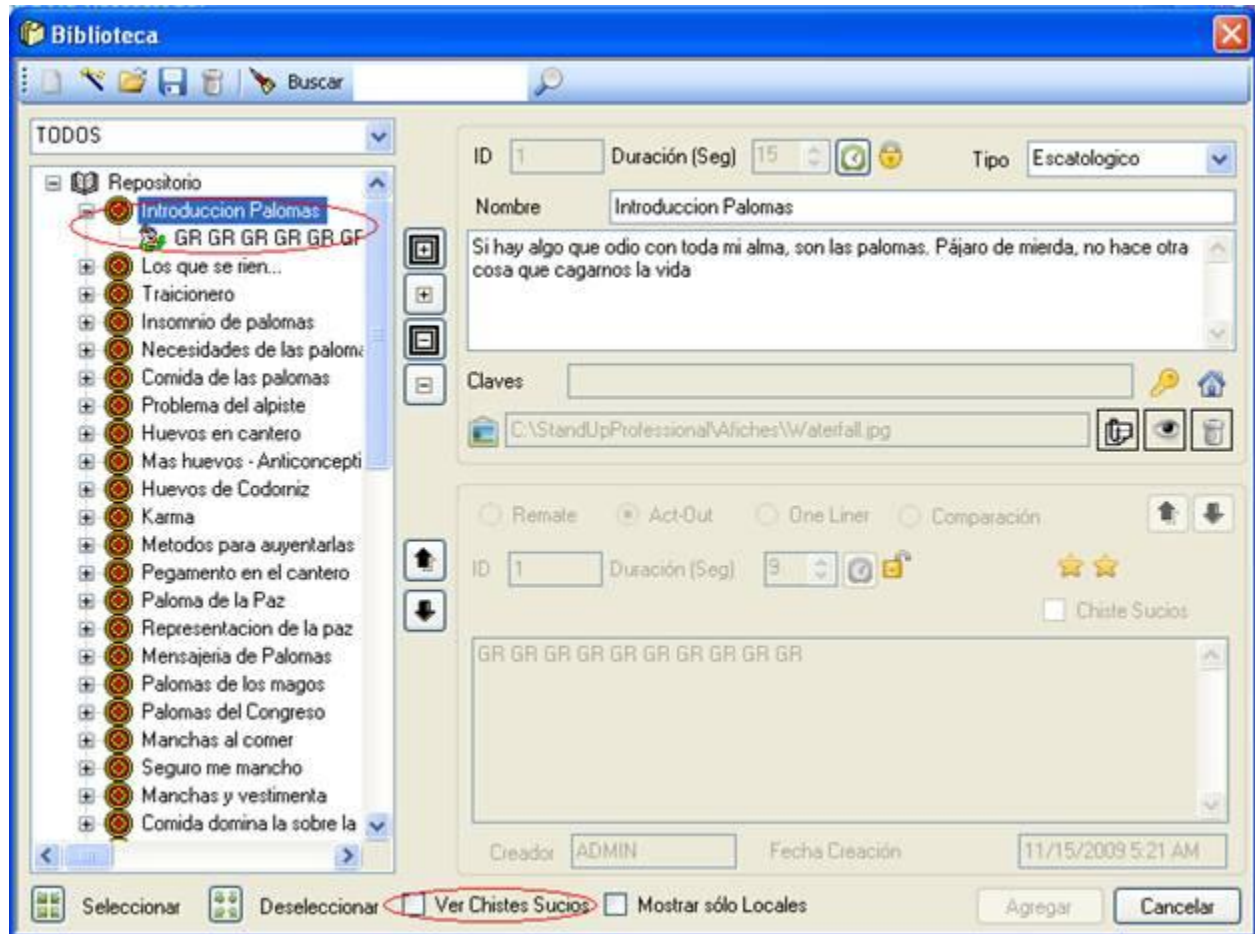 Biblioteca
Buscar
TODOS
Repositorio
Introduccion Palomas
GR GR GR GR GR GR
Los que se rien...
Traicionero
Insomnio de palomas
Necesidades de las paloma
Comida de las palomas
Problema del alpiste
Huevos en cantero
Mas huevos - Anticoncepti
Huevos de Codorniz
Karma
Metodos para auyentarlas
Pegamento en el cantero
Paloma de la Paz
Representacion de la paz
Mensajeria de Palomas
Palomas de los magos
Palomas del Congreso
Manchas al comer
Seguro me mancho
Manchas y vestimenta
Comida domina la sobre la
ID 1 Duración (Seg) 15 Tipo Escatologico
Nombre Introduccion Palomas
Si hay algo que odio con toda mi alma, son las palomas. Pájaro de mierda, no hace otra
cosa que cagarnos la vida
Claves
C:\StandUpProfessional\Afiches\Waterfall.jpg
Remate Act-Out One Liner Comparación
ID 1 Duración (Seg) 9
Chiste Sucios
GR GR GR GR GR GR GR GR GR GR
Creador ADMIN Fecha Creación 11/15/2009 5:21 AM
Seleccionar Deseleccionar Ver Chistes Sucios Mostrar sólo Locales Agregar Cancelar